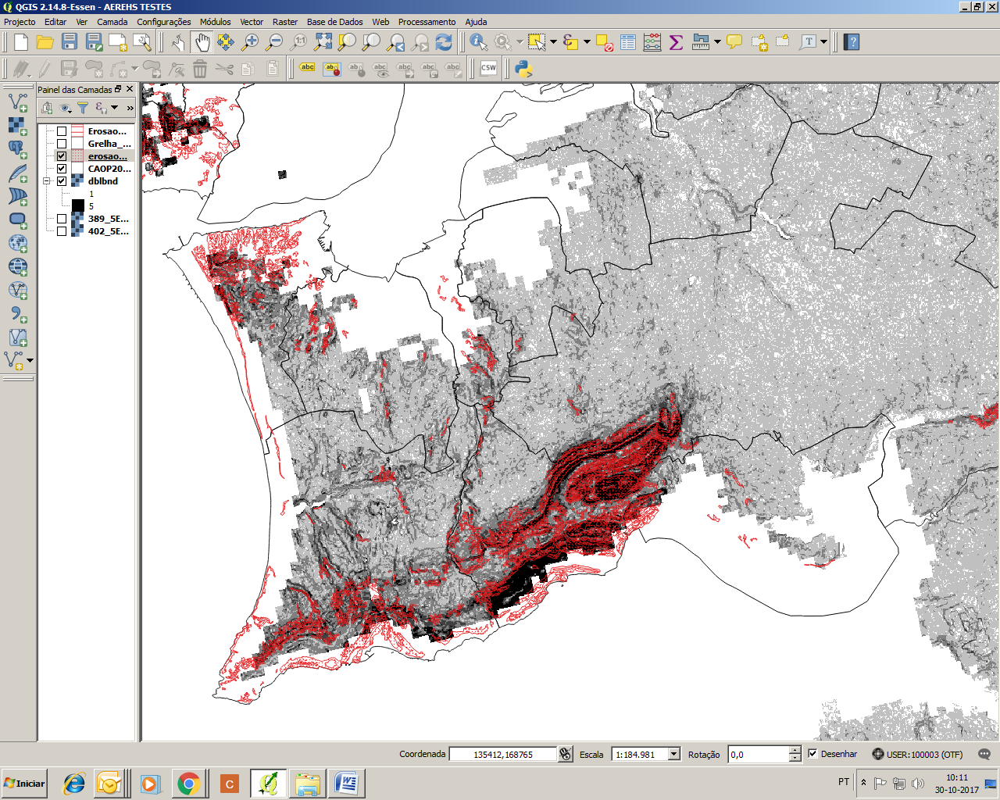 QGIS 2.14.8-Essen - AEREHS TESTES
Projecto Editar Ver Camada Configurações Módulos Vector Raster Base de Dados Web Processamento Ajuda
1:1
T
?
abc abc abc abc abc abc abc CSW
Painel das Camadas
Erosao...
Grelha_...
erosao...
CAOP20...
dblbnd
1
5
389_5E...
402_5E...
Coordenada 135412,168765 Escala 1:184.981 Rotação 0,0 Desenhar USER:100003 (OTF)
Iniciar C W PT 10:11
30-10-2017